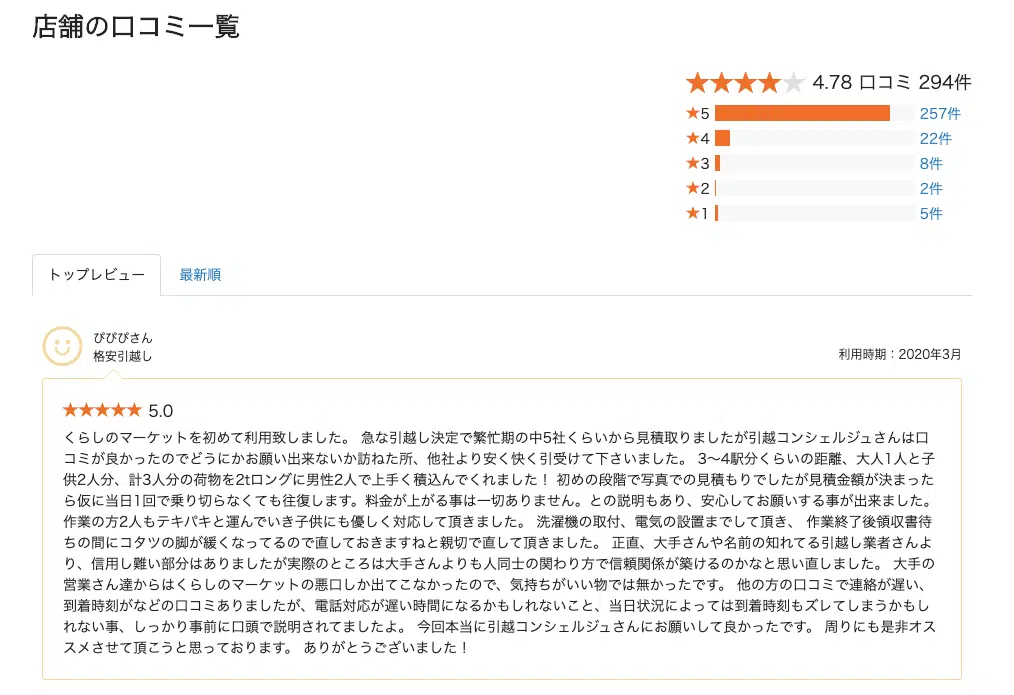 店舗の口コミ一覧
★★★★★ 4.78 口コミ 294件
★5 257件
★4 22件
★3 8件
★2 2件
★1 5件
トップレビュー 最新順
ぴぴぴさん
格安引越し
利用時期：2020年3月
★★★★★ 5.0
くらしのマーケットを初めて利用致しました。 急な引越し決定で繁忙期の中5社くらいから見積取りましたが引越コンシェルジュさんは口
コミが良かったのでどうにかお願い出来ないか訪ねた所、他社より安く快く引受けて下さいました。 3〜4駅分くらいの距離、大人1人と子
供2人分、計3人分の荷物を2tロングに男性2人で上手く積込んでくれました！ 初めの段階で写真での見積もりでしたが見積金額が決まった
ら仮に当日1回で乗り切らなくても往復します。料金が上がる事は一切ありません。との説明もあり、安心してお願いする事が出来ました。
作業の方2人もテキパキと運んでいき子供にも優しく対応して頂きました。 洗濯機の取付、電気の設置までして頂き、 作業終了後領収書待
ちの間にコタツの脚が緩くなってるので直しておきますねと親切で直して頂きました。 正直、大手さんや名前の知れてる引越し業者さんよ
り、信用し難い部分はありましたが実際のところは大手さんよりも人同士の関わり方で信頼関係が築けるのかなと思い直しました。 大手の
営業さん達からはくらしのマーケットの悪口しか出てこなかったので、気持ちがいい物では無かったです。 他の方の口コミで連絡が遅い、
到着時刻がなどの口コミありましたが、電話対応が遅い時間になるかもしれないこと、当日状況によっては到着時刻もズレてしまうかもし
れない事、しっかり事前に口頭で説明されてましたよ。 今回本当に引越コンシェルジュさんにお願いして良かったです。 周りにも是非オス
スメさせて頂こうと思っております。 ありがとうございました！